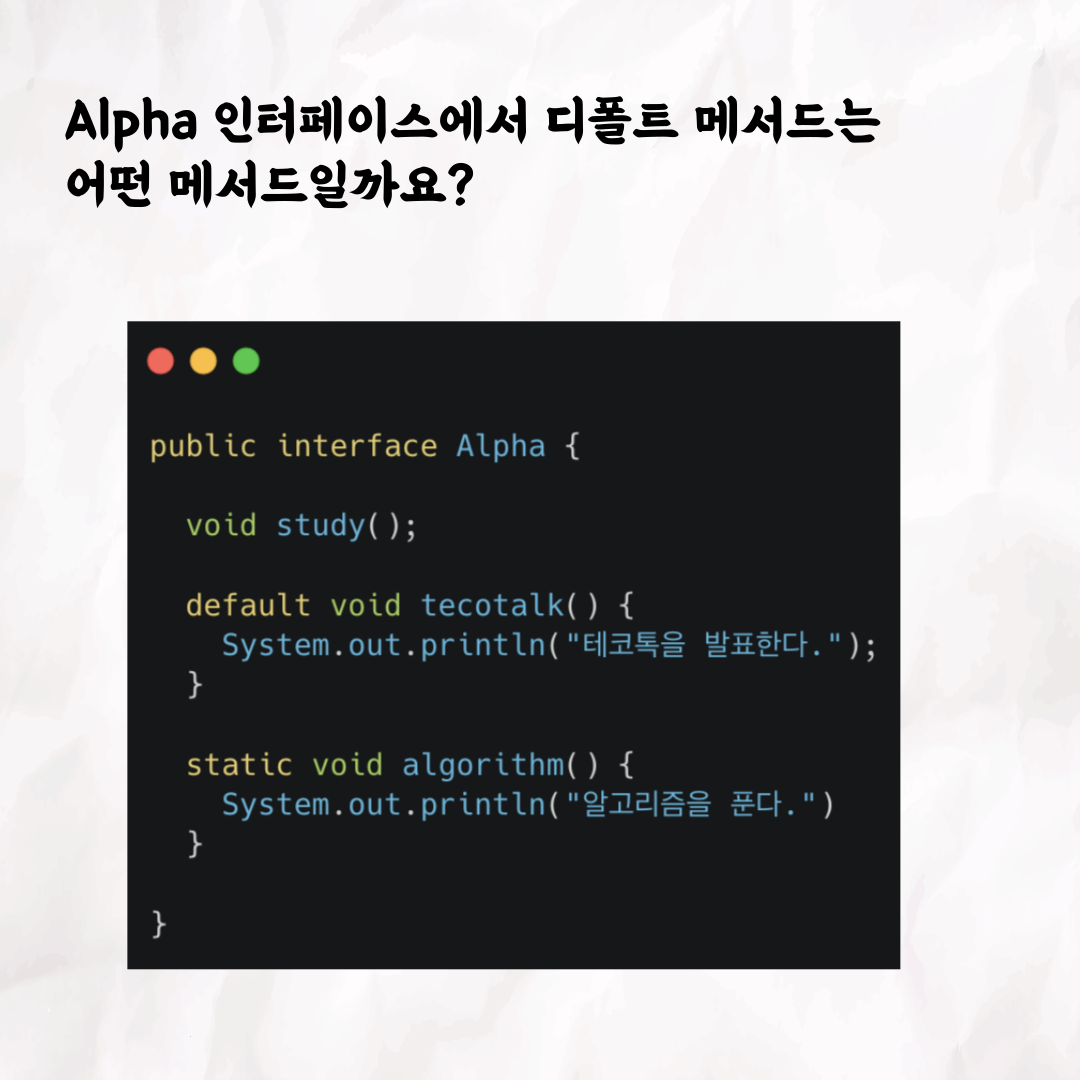 Alpha 인터페이스에서 디폴트 메서드는
어떤 메서드일까요?
public interface Alpha {
void study();
default void tecotalk() {
System.out.println("테코톡을 발표한다.");
}
static void algorithm() {
System.out.println("알고리즘을 푼다.")
}
}